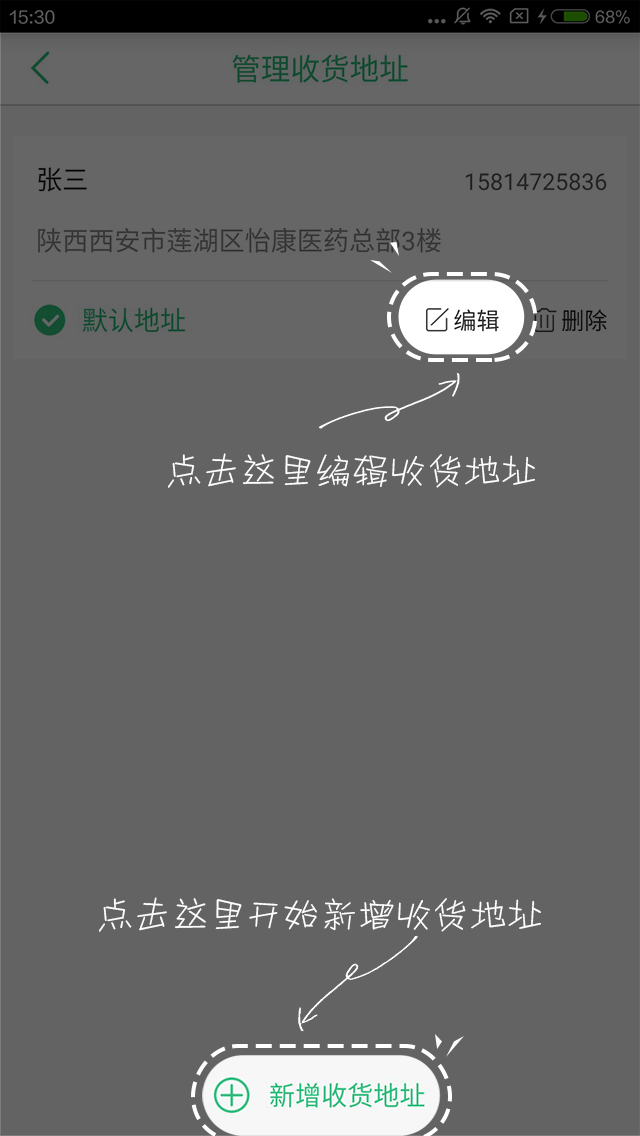 15:30 68%
管理收货地址
张三 15814725836
陕西西安市莲湖区怡康医药总部3楼
默认地址 编辑 删除
点击这里编辑收货地址
点击这里开始新增收货地址
新增收货地址